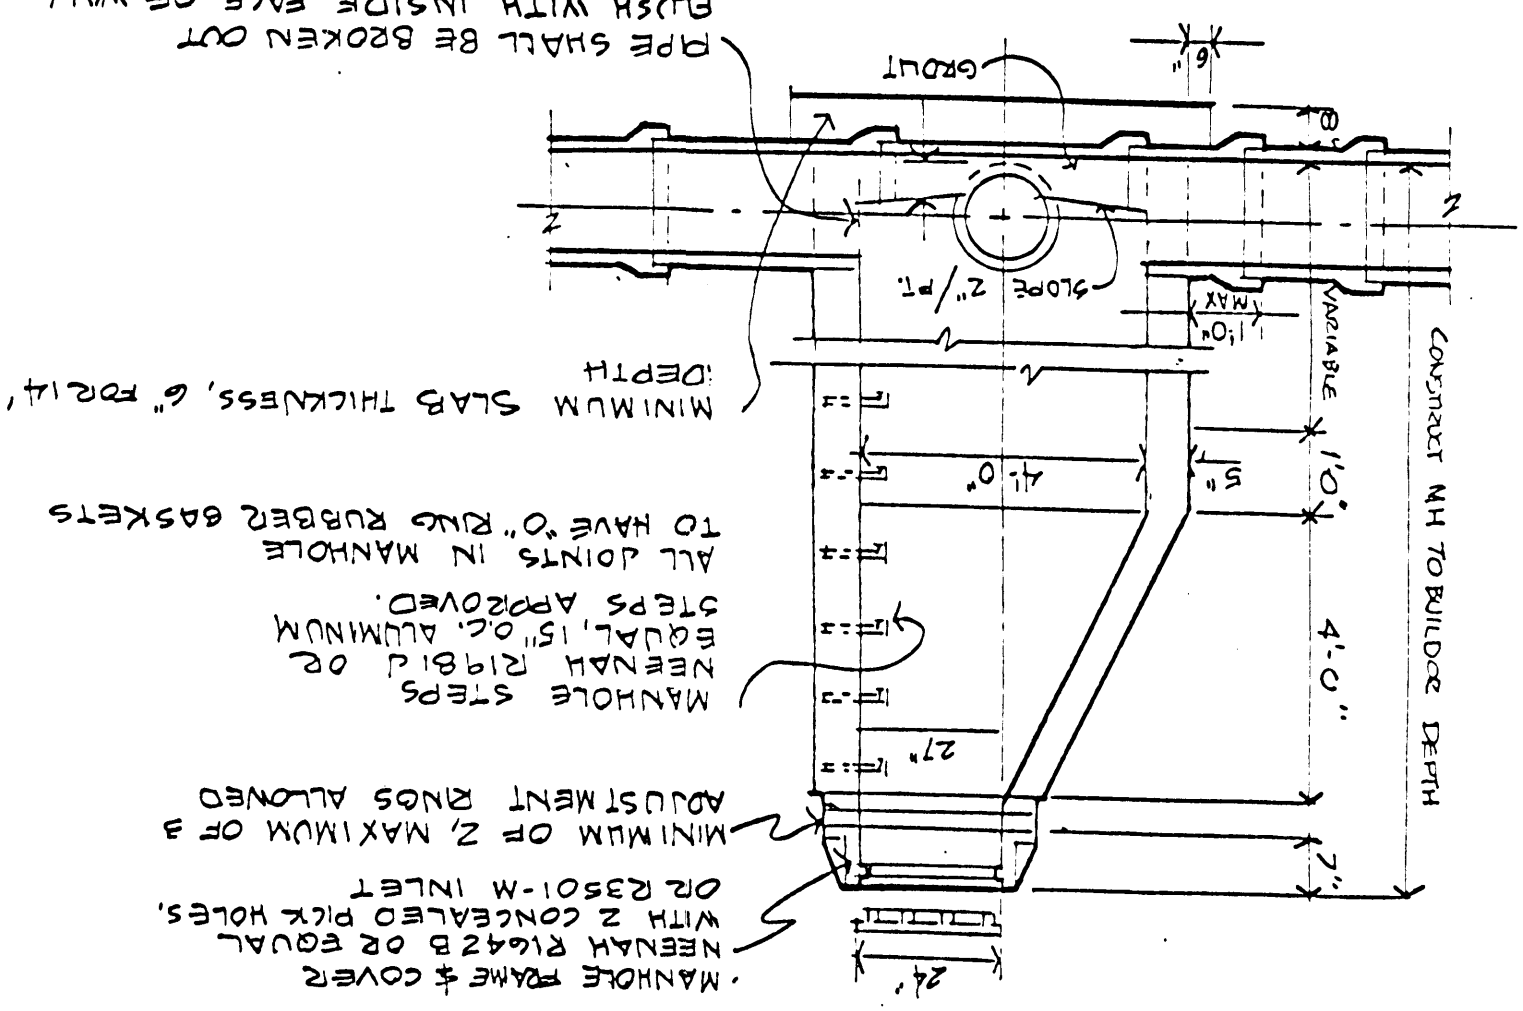 · MANHOLE FRAME & COVER
NEENAH R1642B OR EQUAL
WITH 2 CONCEALED PICK HOLES,
OR R3501-M INLET
MINIMUM OF 2, MAXIMUM OF 3
ADJUSTMENT RINGS ALLOWED
MANHOLE STEPS
NEENAH R1981J OR
EQUAL, 15" O.C. ALUMINUM
STEPS APPROVED.
ALL JOINTS IN MANHOLE
TO HAVE "O" RING RUBBER GASKETS
MINIMUM SLAB THICKNESS, 6" FOR 14'
DEPTH
PIPE SHALL BE BROKEN OUT
FLUSH WITH INSIDE FACE OF WALL
24"
7"
27"
4'-0"
CONSTRUCT MH TO BUILD OR DEPTH
1'0"
5"
4'-0"
VARIABLE
1'0"
MAX
SLOPE 2"/FT.
8"
GROUT
6"